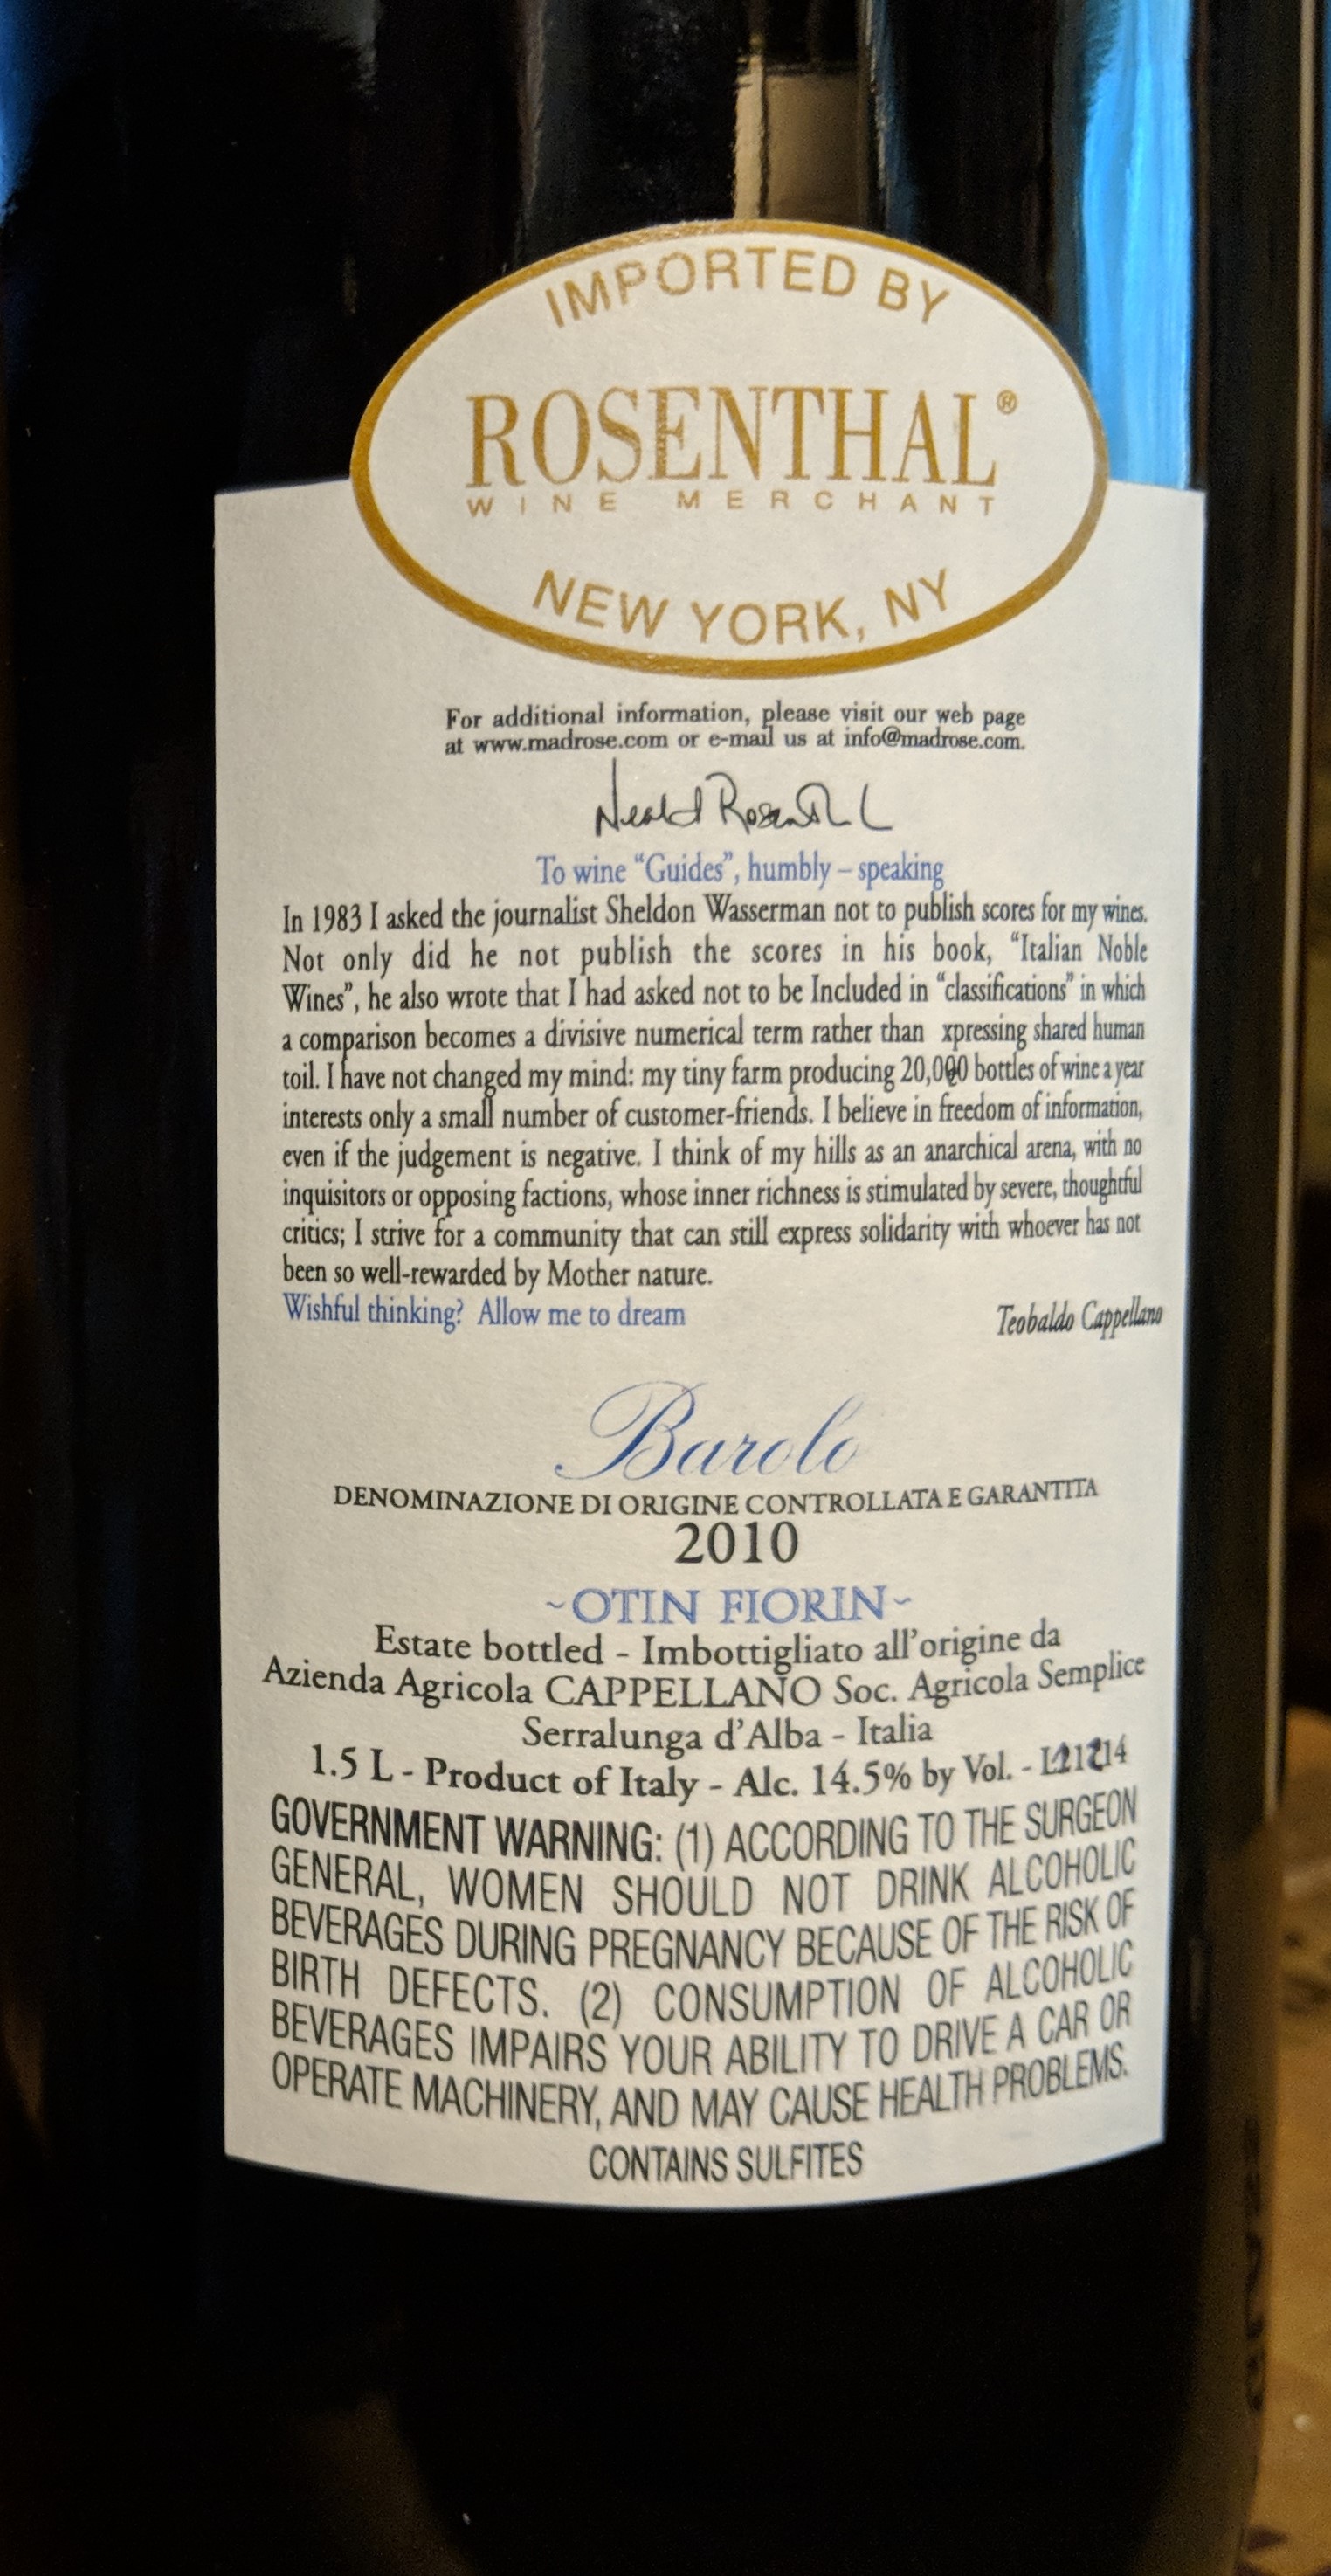 IMPORTED BY
ROSENTHAL®
WINE MERCHANT
NEW YORK, NY
For additional information, please visit our web page
at www.madrose.com or e-mail us at info@madrose.com.
Neal Rosenthal
To wine “Guides”, humbly – speaking
In 1983 I asked the journalist Sheldon Wasserman not to publish scores for my wines.
Not only did he not publish the scores in his book, “Italian Noble
Wines”, he also wrote that I had asked not to be Included in “classifications” in which
a comparison becomes a divisive numerical term rather than xpressing shared human
toil. I have not changed my mind: my tiny farm producing 20,000 bottles of wine a year
interests only a small number of customer-friends. I believe in freedom of information,
even if the judgement is negative. I think of my hills as an anarchical arena, with no
inquisitors or opposing factions, whose inner richness is stimulated by severe, thoughtful
critics; I strive for a community that can still express solidarity with whoever has not
been so well-rewarded by Mother nature.
Wishful thinking? Allow me to dream Teobaldo Cappellano
Barolo
DENOMINAZIONE DI ORIGINE CONTROLLATA E GARANTITA
2010
~OTIN FIORIN~
Estate bottled - Imbottigliato all’origine da
Azienda Agricola CAPPELLANO Soc. Agricola Semplice
Serralunga d’Alba - Italia
1.5 L - Product of Italy - Alc. 14.5% by Vol. -
GOVERNMENT WARNING: (1) ACCORDING TO THE SURGEON
GENERAL, WOMEN SHOULD NOT DRINK ALCOHOLIC
BEVERAGES DURING PREGNANCY BECAUSE OF THE RISK OF
BIRTH DEFECTS. (2) CONSUMPTION OF ALCOHOLIC
BEVERAGES IMPAIRS YOUR ABILITY TO DRIVE A CAR OR
OPERATE MACHINERY, AND MAY CAUSE HEALTH PROBLEMS.
CONTAINS SULFITES